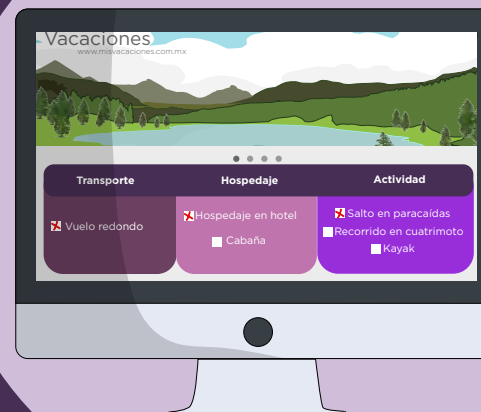 Vacaciones
www.misvacaciones.com.mx
Transporte
Hospedaje
Actividad
Vuelo redondo
Hospedaje en hotel
Cabaña
Salto en paracaídas
Recorrido en cuatrimoto
Kayak